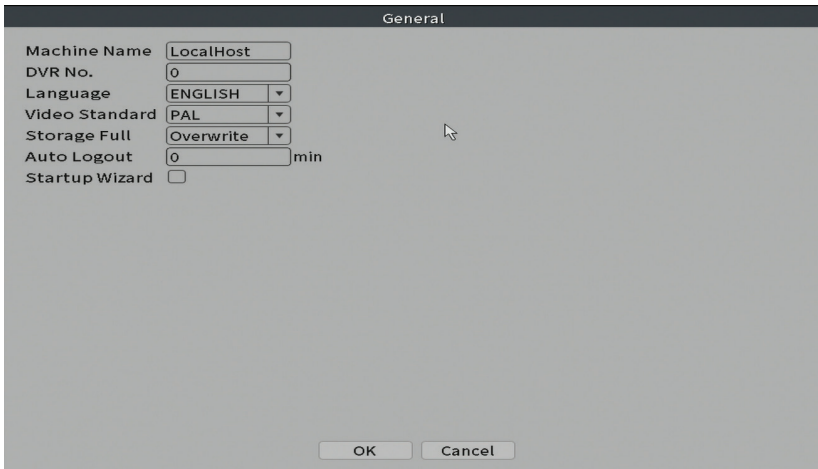 General
Machine Name LocalHost
DVR No. 0
Language ENGLISH
Video Standard PAL
Storage Full Overwrite
Auto Logout 0 min
Startup Wizard
OK Cancel